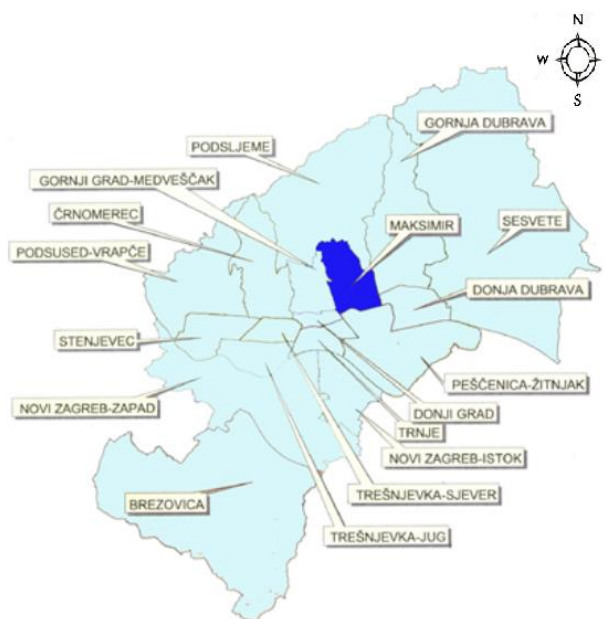 N
W
S
GORNJA DUBRAVA
PODSLJEME
GORNJI GRAD-MEDVEŠČAK
ČRNOMEREC
MAKSIMIR
SESVETE
PODSUSED-VRAPČE
DONJA DUBRAVA
STENJEVEC
PEŠČENICA-ŽITNJAK
NOVI ZAGREB-ZAPAD
DONJI GRAD
TRNJE
NOVI ZAGREB-ISTOK
TREŠNJEVKA-SJEVER
BREZOVICA
TREŠNJEVKA-JUG